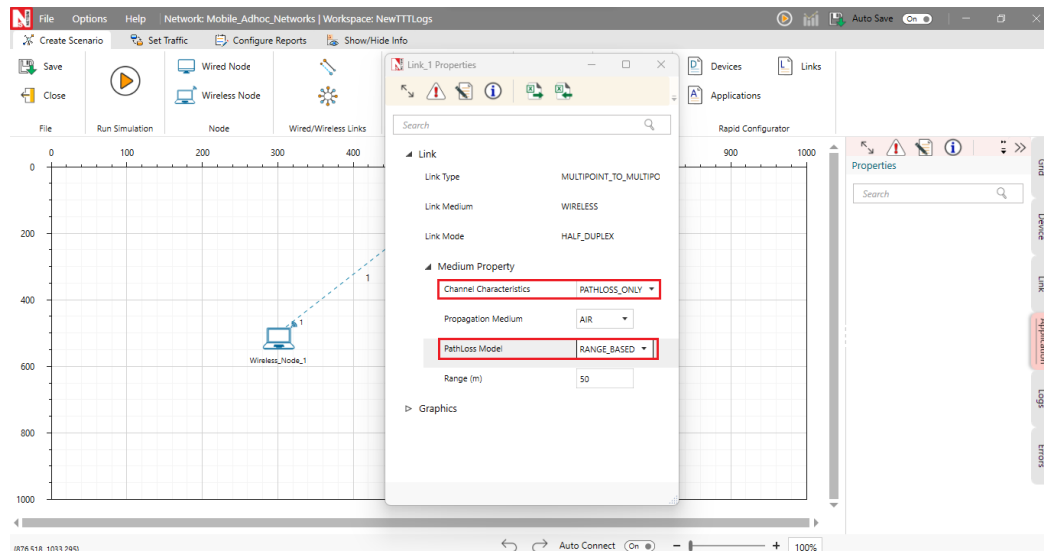 N File Options Help Network: Mobile_Adhoc_Networks | Workspace: NewTTTLogs Auto Save On
Create Scenario Set Traffic Configure Reports Show/Hide Info
Save Wired Node Link_1 Properties Devices Links
Close Wireless Node Applications
File Run Simulation Node Wired/Wireless Links Rapid Configurator
Search
Link
Link Type MULTIPOINT_TO_MULTIPO
Link Medium WIRELESS
Link Mode HALF_DUPLEX
Medium Property
Channel Characteristics PATHLOSS_ONLY
Propagation Medium AIR
PathLoss Model RANGE_BASED
Range (m) 50
Graphics
0 100 200 300 400 900 1000
0
200
400
600
800
1000
1
1
Wireless_Node_1
Properties
Search
Grid
Device
Link
Application
Logs
Errors
(876.518, 1033.295) Auto Connect On 100%